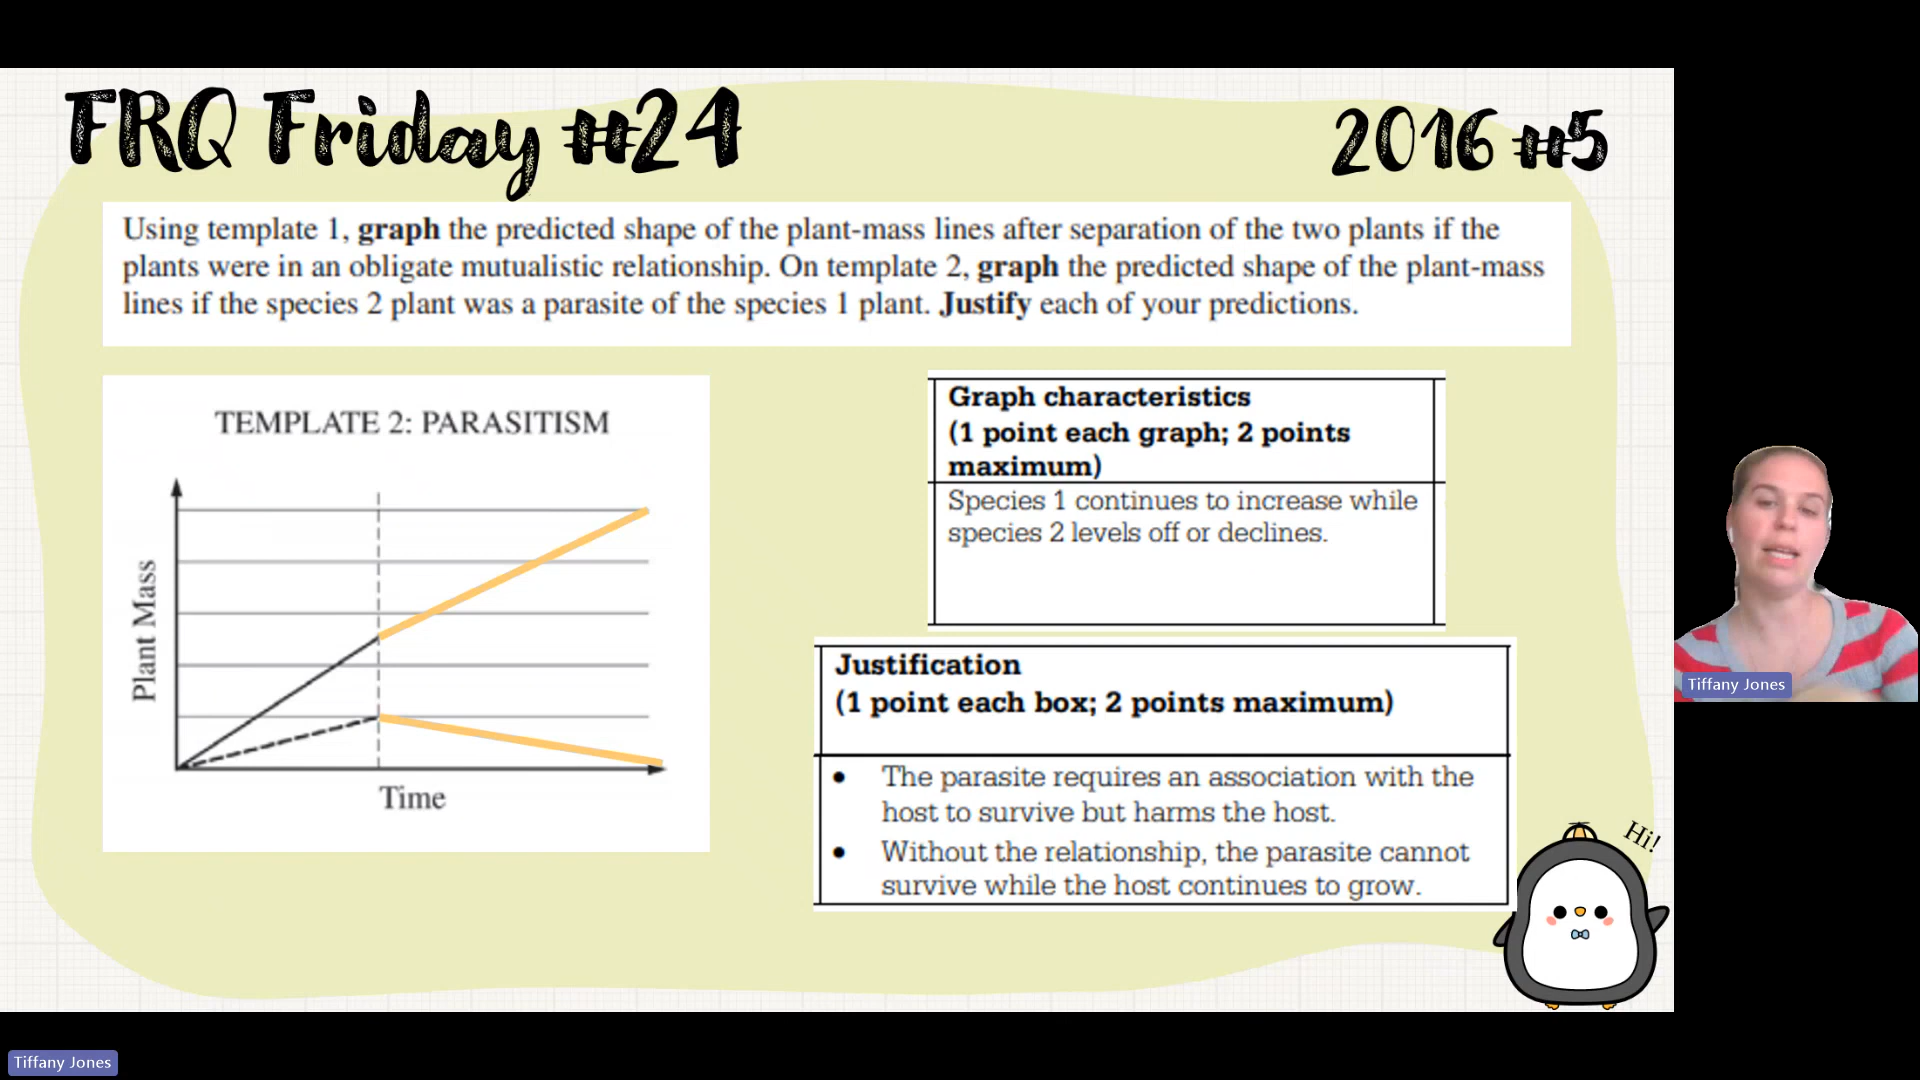 FRQ Friday #24
2016 #5
Using template 1, graph the predicted shape of the plant-mass lines after separation of the two plants if the
plants were in an obligate mutualistic relationship. On template 2, graph the predicted shape of the plant-mass
lines if the species 2 plant was a parasite of the species 1 plant. Justify each of your predictions.
TEMPLATE 2: PARASITISM
Plant Mass
Time
Graph characteristics
(1 point each graph; 2 points
maximum)
Species 1 continues to increase while
species 2 levels off or declines.
Justification
(1 point each box; 2 points maximum)
• The parasite requires an association with the
host to survive but harms the host.
• Without the relationship, the parasite cannot
survive while the host continues to grow.
Hi!
Tiffany Jones
Tiffany Jones